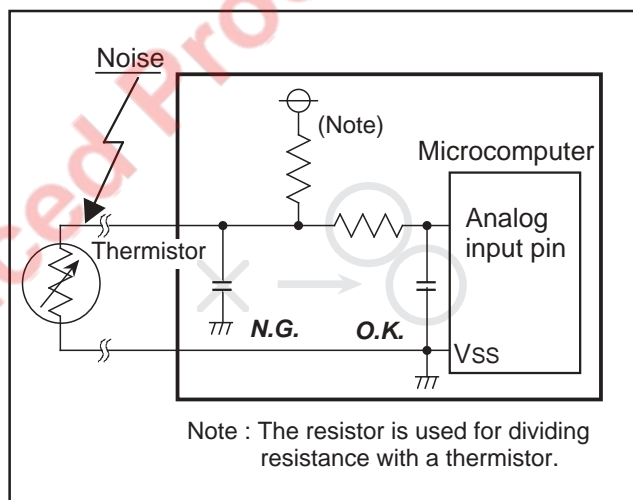 Noise
(Note)
Microcomputer
Analog
input pin
Thermistor
N.G.
O.K.
Vss
Note : The resistor is used for dividing
resistance with a thermistor.